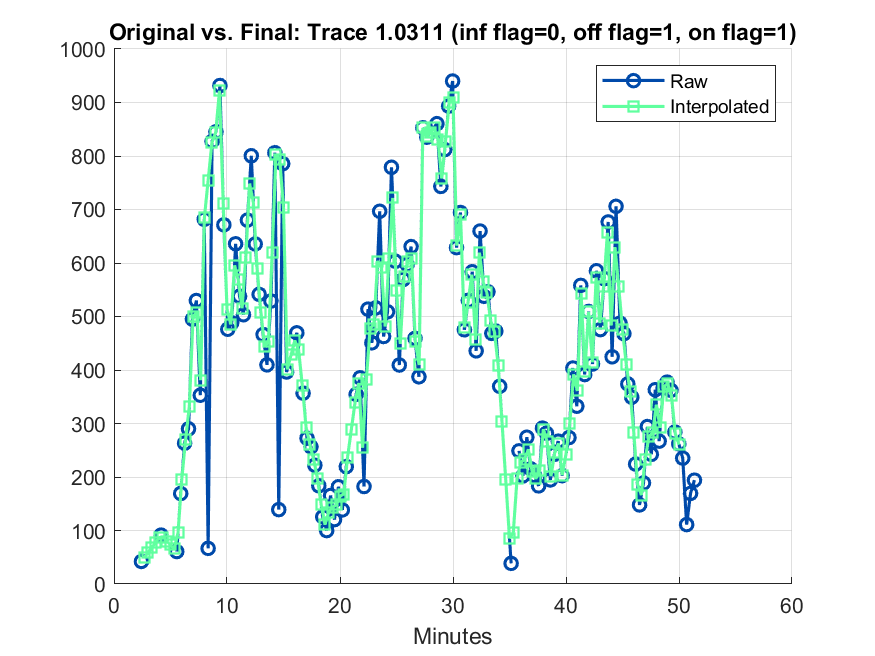 Original vs. Final: Trace 1.0311 (inf flag=0, off flag=1, on flag=1)
1000
900
800
700
600
500
400
300
200
100
0
Raw
Interpolated
0 10 20 30 40 50 60
Minutes